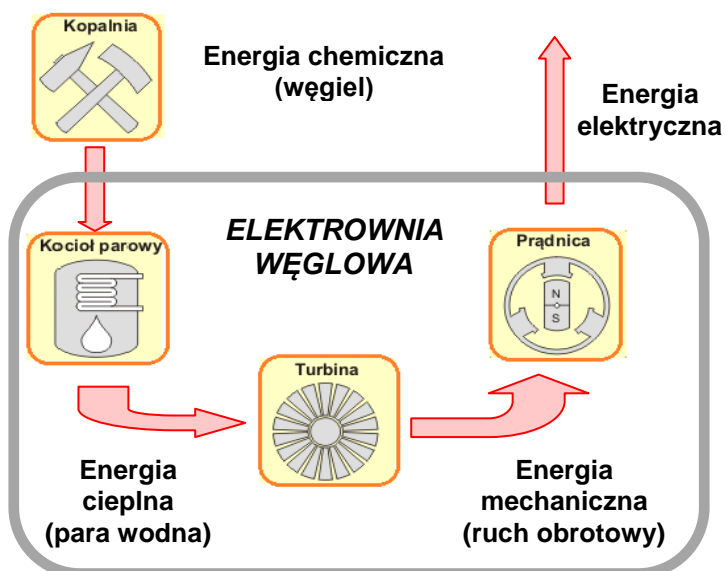 Kopalnia
Energia chemiczna
(węgiel)
Energia
elektryczna
Kocioł parowy
ELEKTROWNIA
WĘGLOWA
Prądnica
N
S
Turbina
Energia
cieplna
(para wodna)
Energia
mechaniczna
(ruch obrotowy)